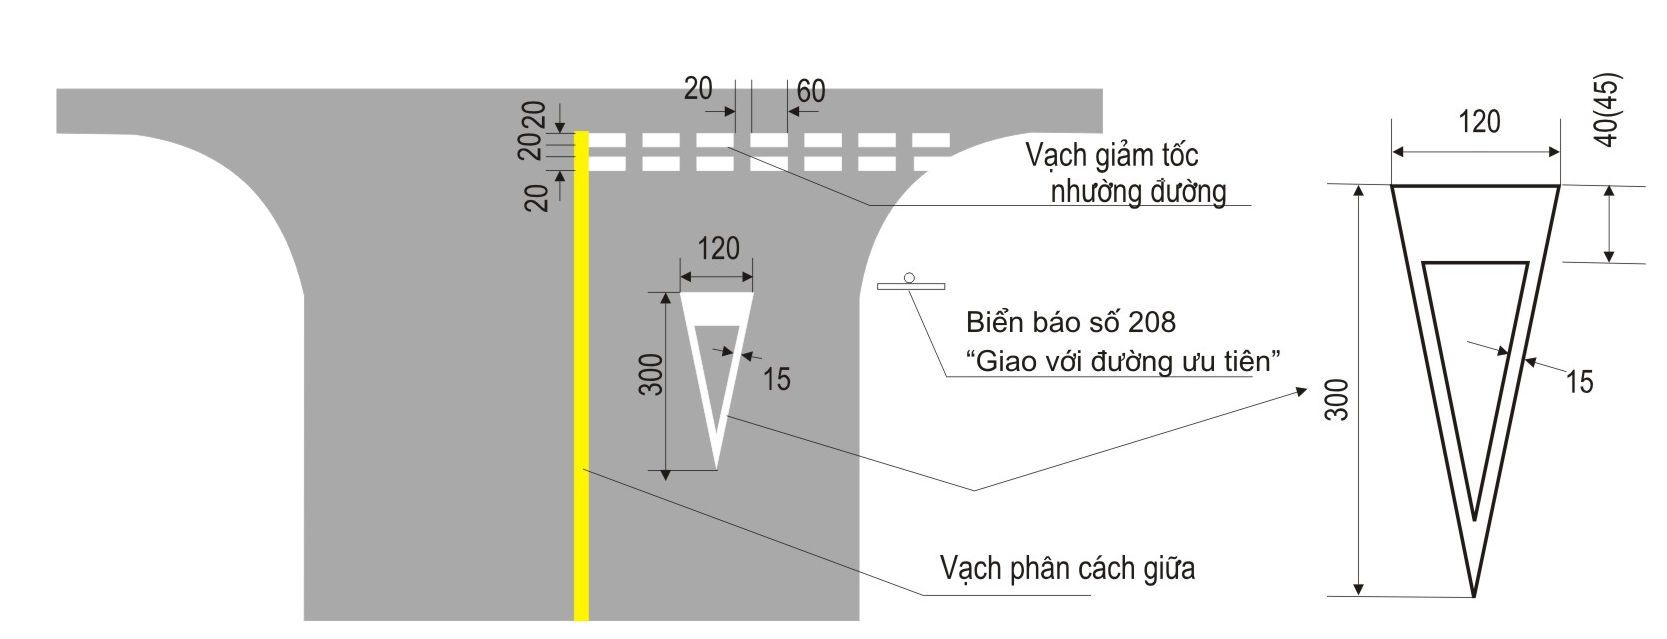 20
60
20
20
20
Vạch giảm tốc
nhường đường
120
300
15
Biển báo số 208
“Giao với đường ưu tiên”
Vạch phân cách giữa
120
40(45)
300
15